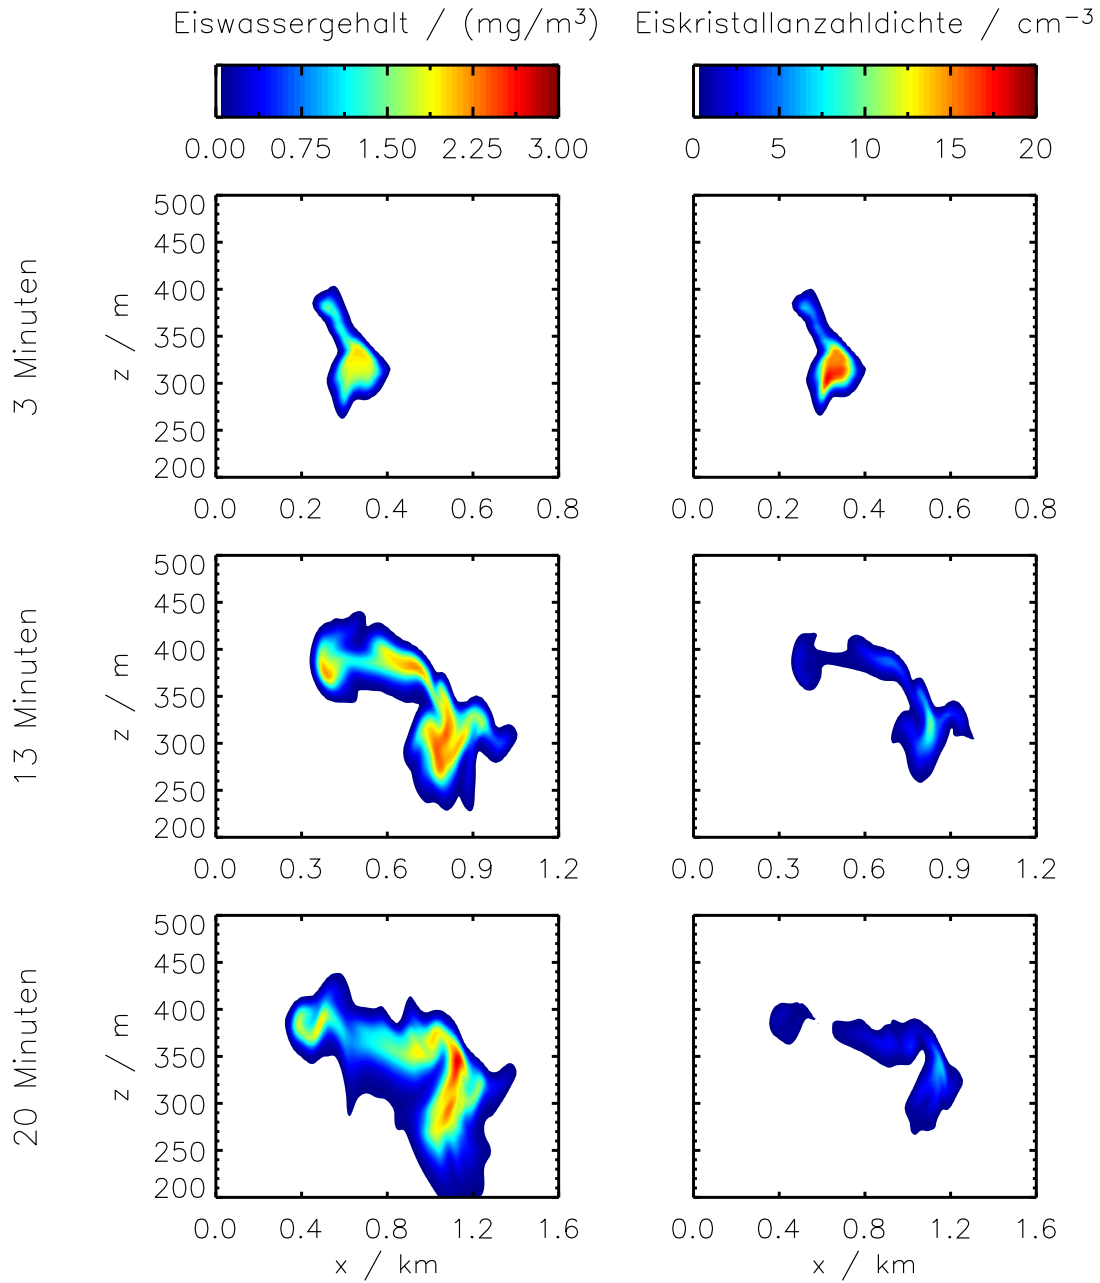 Eiswassergehalt / (mg/m³) Eiskristallanzahldichte / cm⁻³
0.00 0.75 1.50 2.25 3.00 0 5 10 15 20
3 Minuten
z / m
500
450
400
350
300
250
200
0.0 0.2 0.4 0.6 0.8 0.0 0.2 0.4 0.6 0.8
13 Minuten
z / m
500
450
400
350
300
250
200
0.0 0.3 0.6 0.9 1.2 0.0 0.3 0.6 0.9 1.2
20 Minuten
z / m
500
450
400
350
300
250
200
0.0 0.4 0.8 1.2 1.6 0.0 0.4 0.8 1.2 1.6
x / km x / km